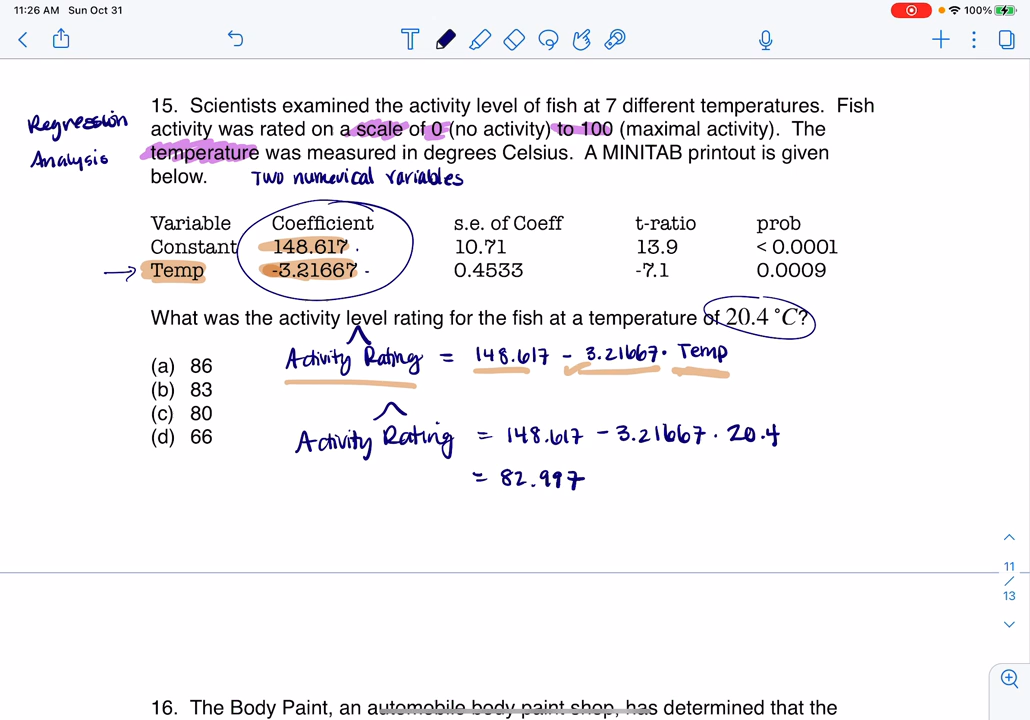 11:26 AM Sun Oct 31
100%
15. Scientists examined the activity level of fish at 7 different temperatures. Fish
Regression
activity was rated on a scale of 0 (no activity) to 100 (maximal activity). The
Analysis
temperature was measured in degrees Celsius. A MINITAB printout is given
below. Two numerical variables
Variable Coefficient s.e. of Coeff t-ratio prob
Constant 148.617 10.71 13.9 < 0.0001
→ Temp -3.21667 0.4533 -7.1 0.0009
What was the activity level rating for the fish at a temperature of 20.4 °C?
Activity Rating = 148.617 - 3.21667 · Temp
(a) 86
(b) 83
(c) 80
(d) 66
Activity Rating = 148.617 - 3.21667 · 20.4
= 82.997
11
/
13
16. The Body Paint, an automobile body paint shop, has determined that the